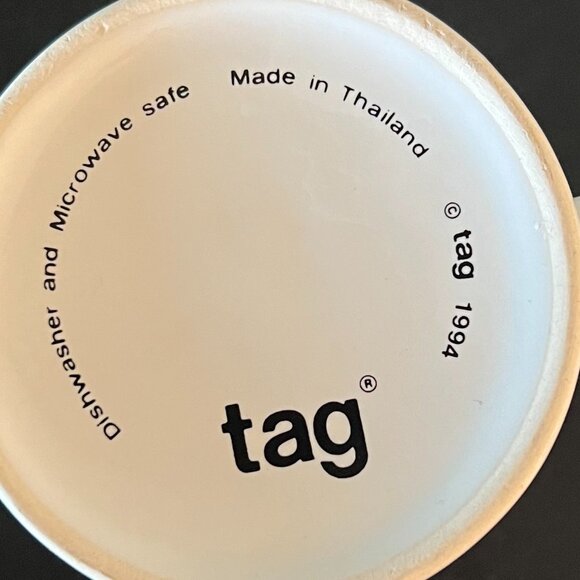 Dishwasher and Microwave safe
Made in Thailand
© tag 1994
tag®